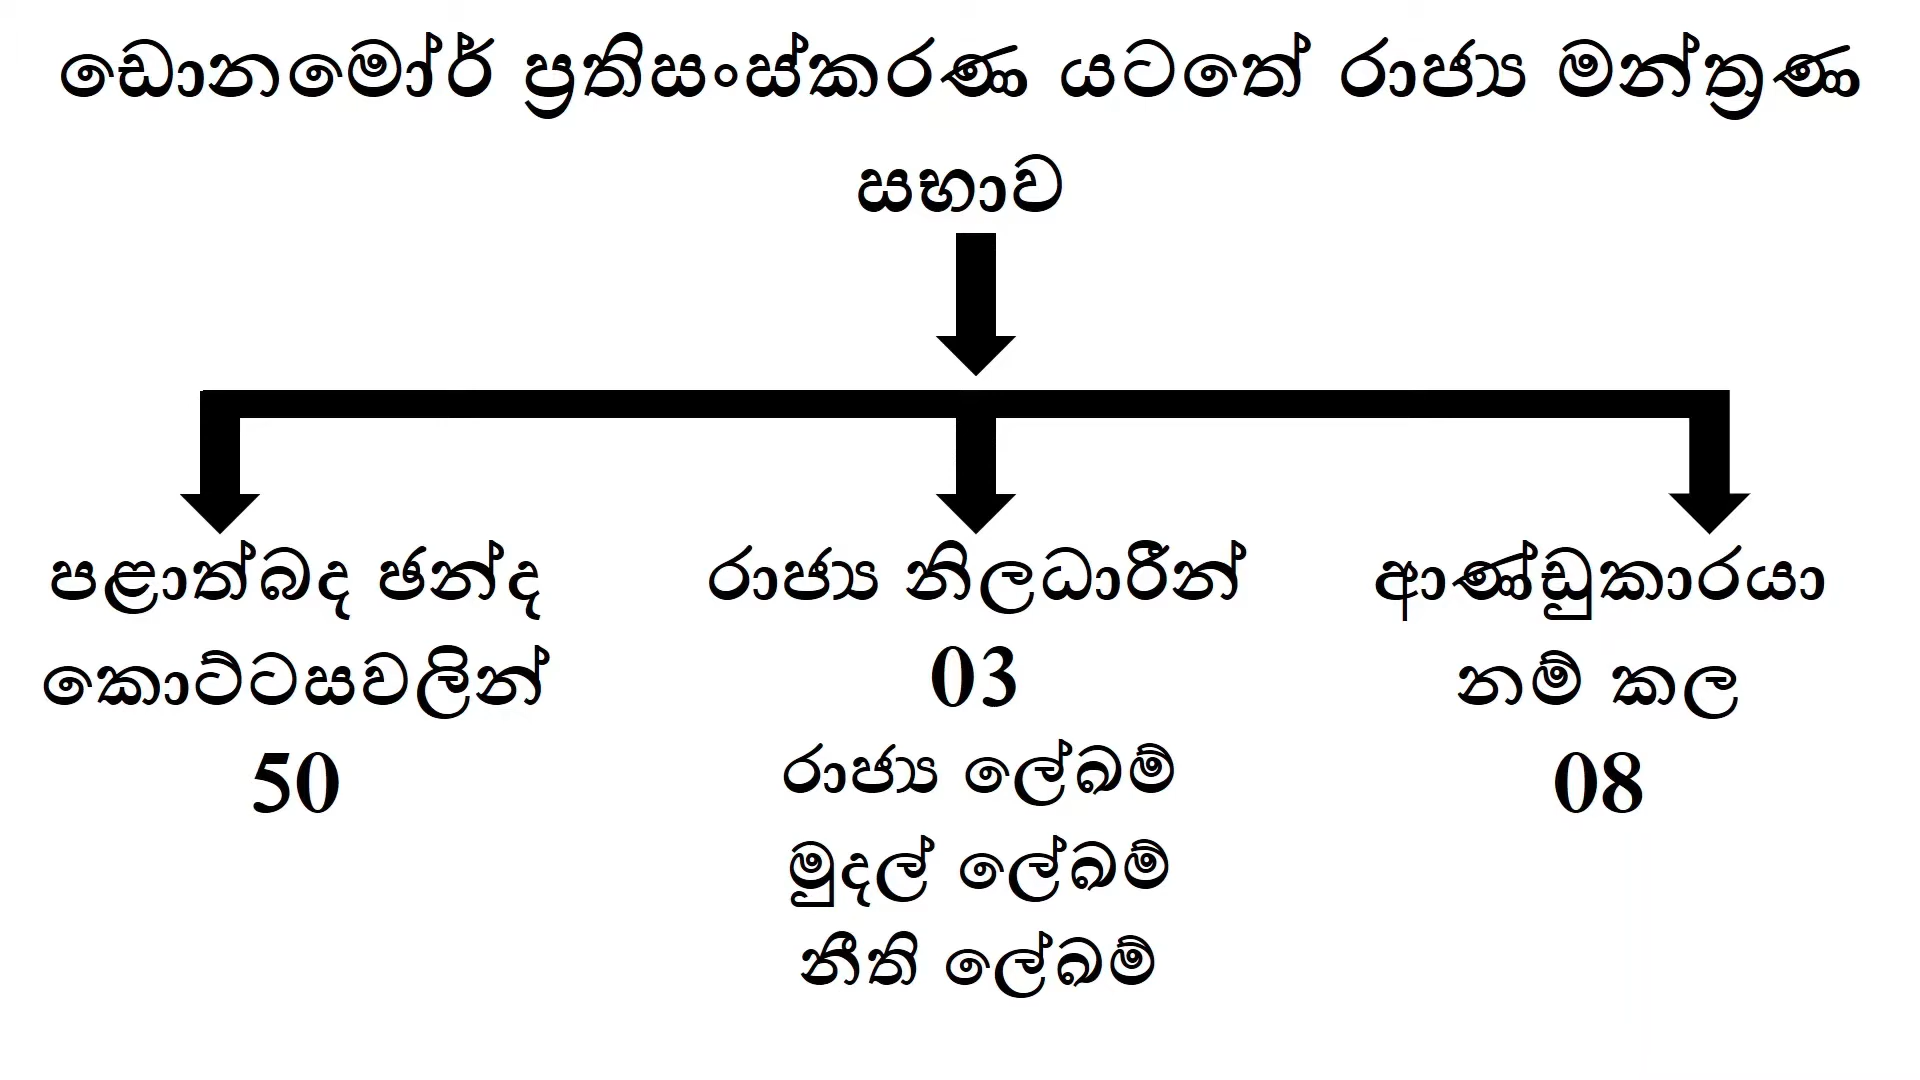 ඩොනමෝර් ප්‍රතිසංස්කරණ යටතේ රාජ්‍ය මන්ත්‍රණ
සභාව
පළාත්බද ඡන්ද
කොට්ටසවලින්
50
රාජ්‍ය නිලධාරීන්
03
රාජ්‍ය ලේඛම්
මුදල් ලේඛම්
නීති ලේඛම්
ආණ්ඩුකාරයා
නම් කල
08